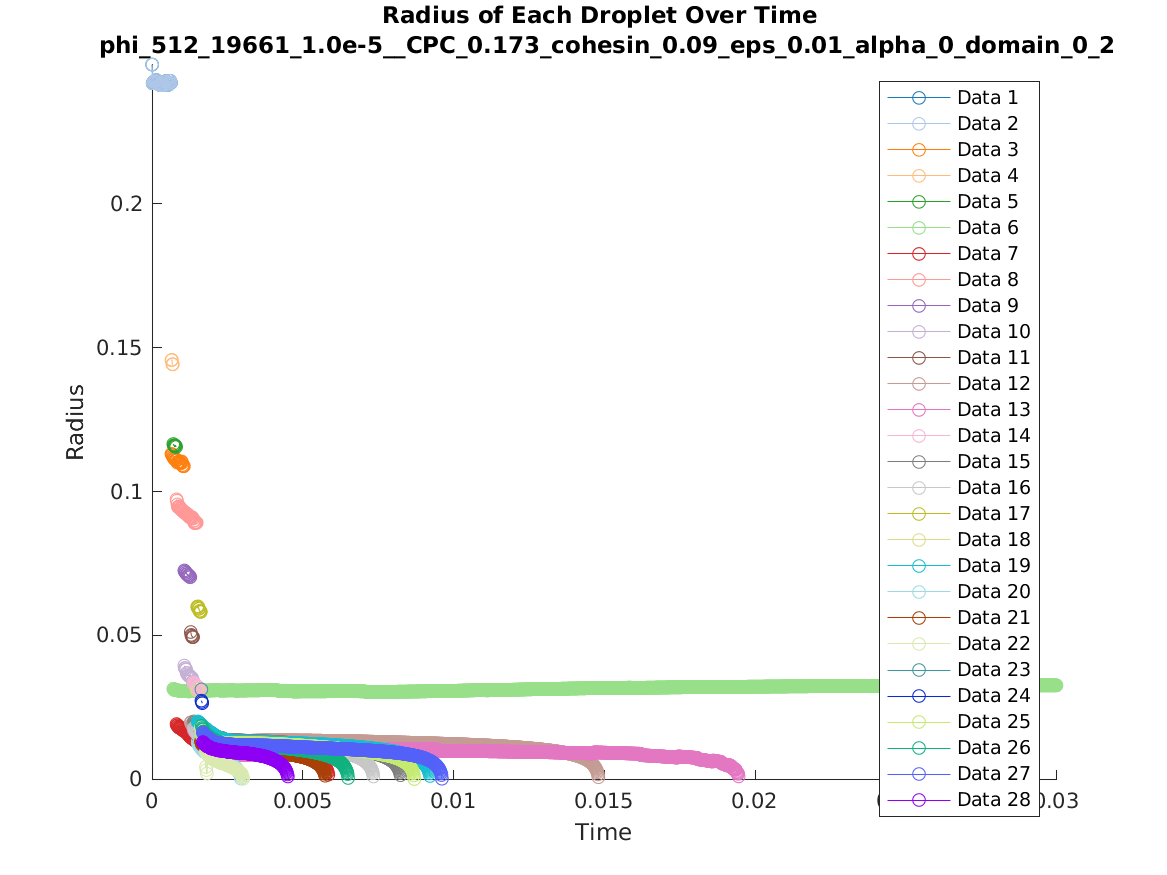 Radius of Each Droplet Over Time
phi_512_19661_1.0e-5__CPC_0.173_cohesin_0.09_eps_0.01_alpha_0_domain_0_2
Radius
0.2
0.15
0.1
0.05
0
0
0.005
0.01
0.015
0.02
0.03
Time
Data 1
Data 2
Data 3
Data 4
Data 5
Data 6
Data 7
Data 8
Data 9
Data 10
Data 11
Data 12
Data 13
Data 14
Data 15
Data 16
Data 17
Data 18
Data 19
Data 20
Data 21
Data 22
Data 23
Data 24
Data 25
Data 26
Data 27
Data 28